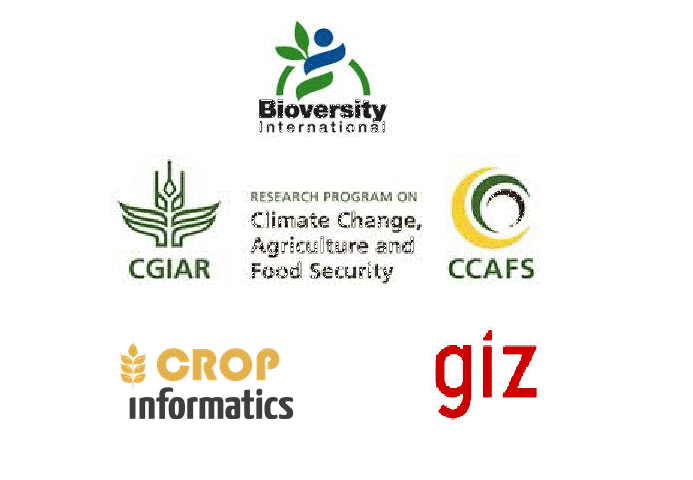 Bioversity
International
RESEARCH PROGRAM ON
Climate Change,
Agriculture and
Food Security
CGIAR
CCAFS
CROP
informatics
giz